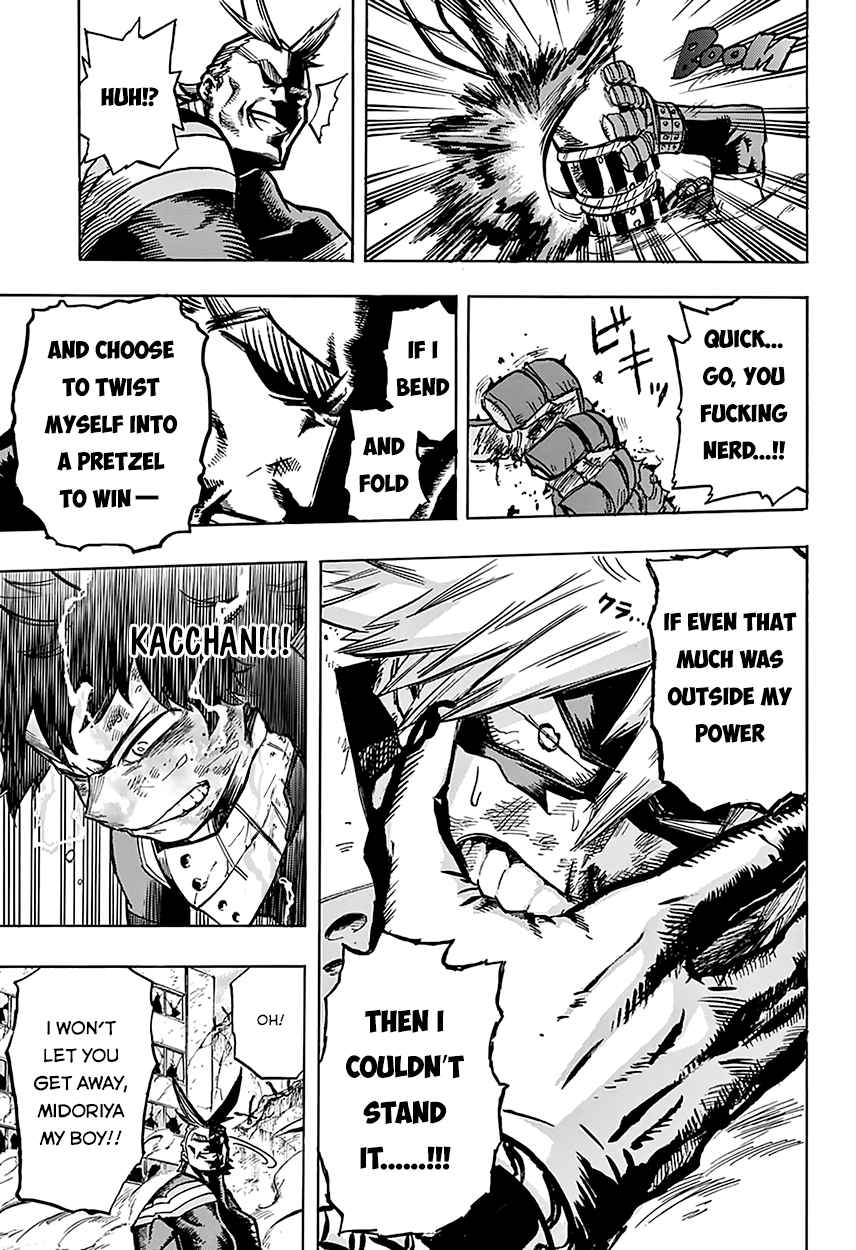 BOOM
HUH!?
QUICK...
GO, YOU
FUCKING
NERD...!!
ビキ
IF I
BEND
AND
FOLD
AND CHOOSE
TO TWIST
MYSELF INTO
A PRETZEL
TO WIN —
IF EVEN THAT
MUCH WAS
OUTSIDE MY
POWER
クラ...
THEN I
COULDN'T
STAND
IT......!!!
KACCHAN!!!
OH!
I WON'T
LET YOU
GET AWAY,
MIDORIYA
MY BOY!!